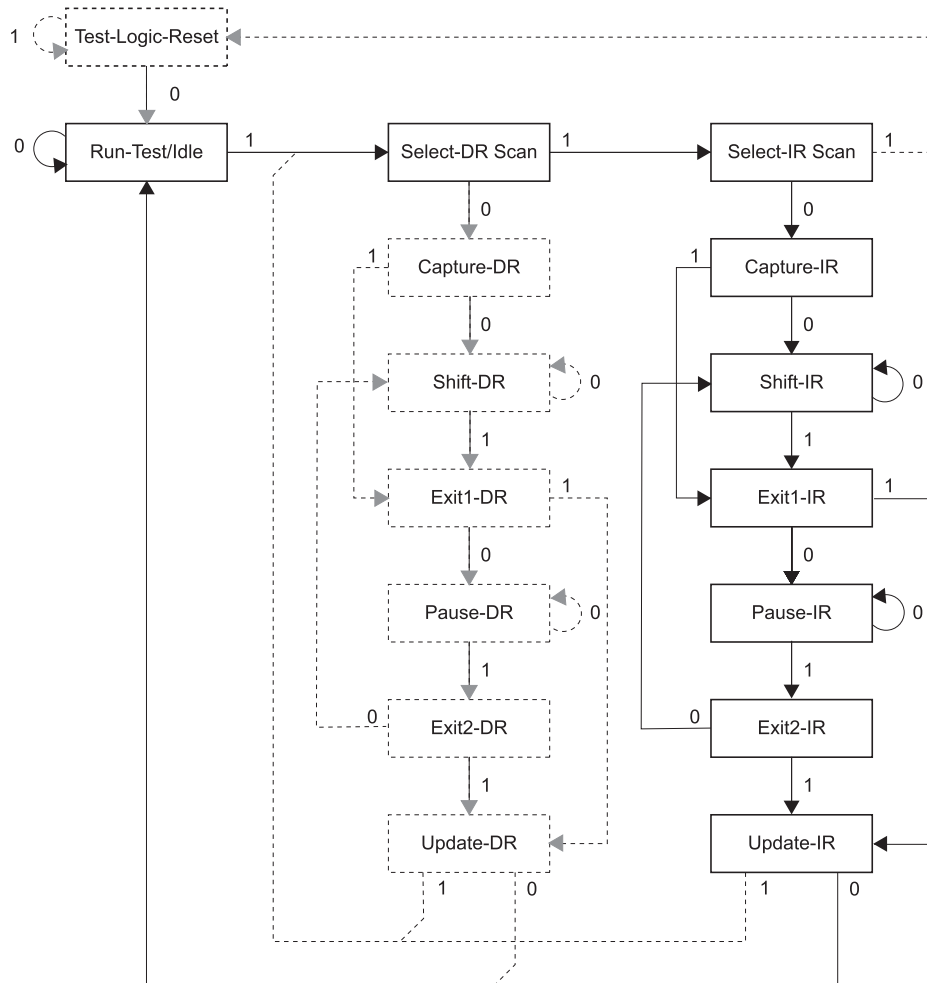 Test-Logic-Reset
1
0
Run-Test/Idle
0
1
Select-DR Scan
1
Select-IR Scan
1
0
0
Capture-DR
1
Capture-IR
1
0
0
Shift-DR
0
Shift-IR
0
1
1
Exit1-DR
1
Exit1-IR
1
0
0
Pause-DR
0
Pause-IR
0
1
1
0
Exit2-DR
0
Exit2-IR
1
1
Update-DR
Update-IR
1
0
1
0